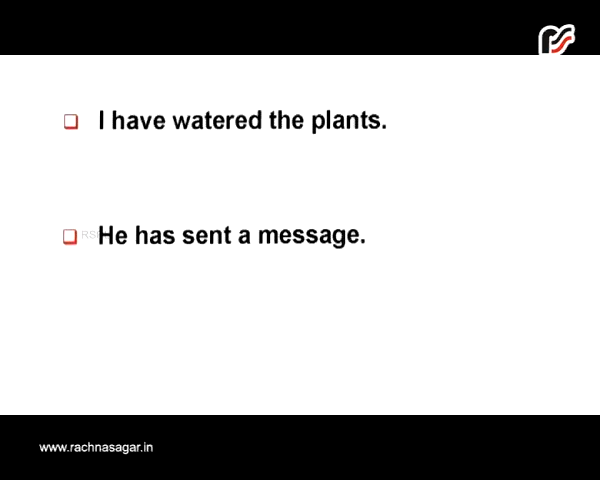 I have watered the plants.
He has sent a message.
www.rachnasagar.in